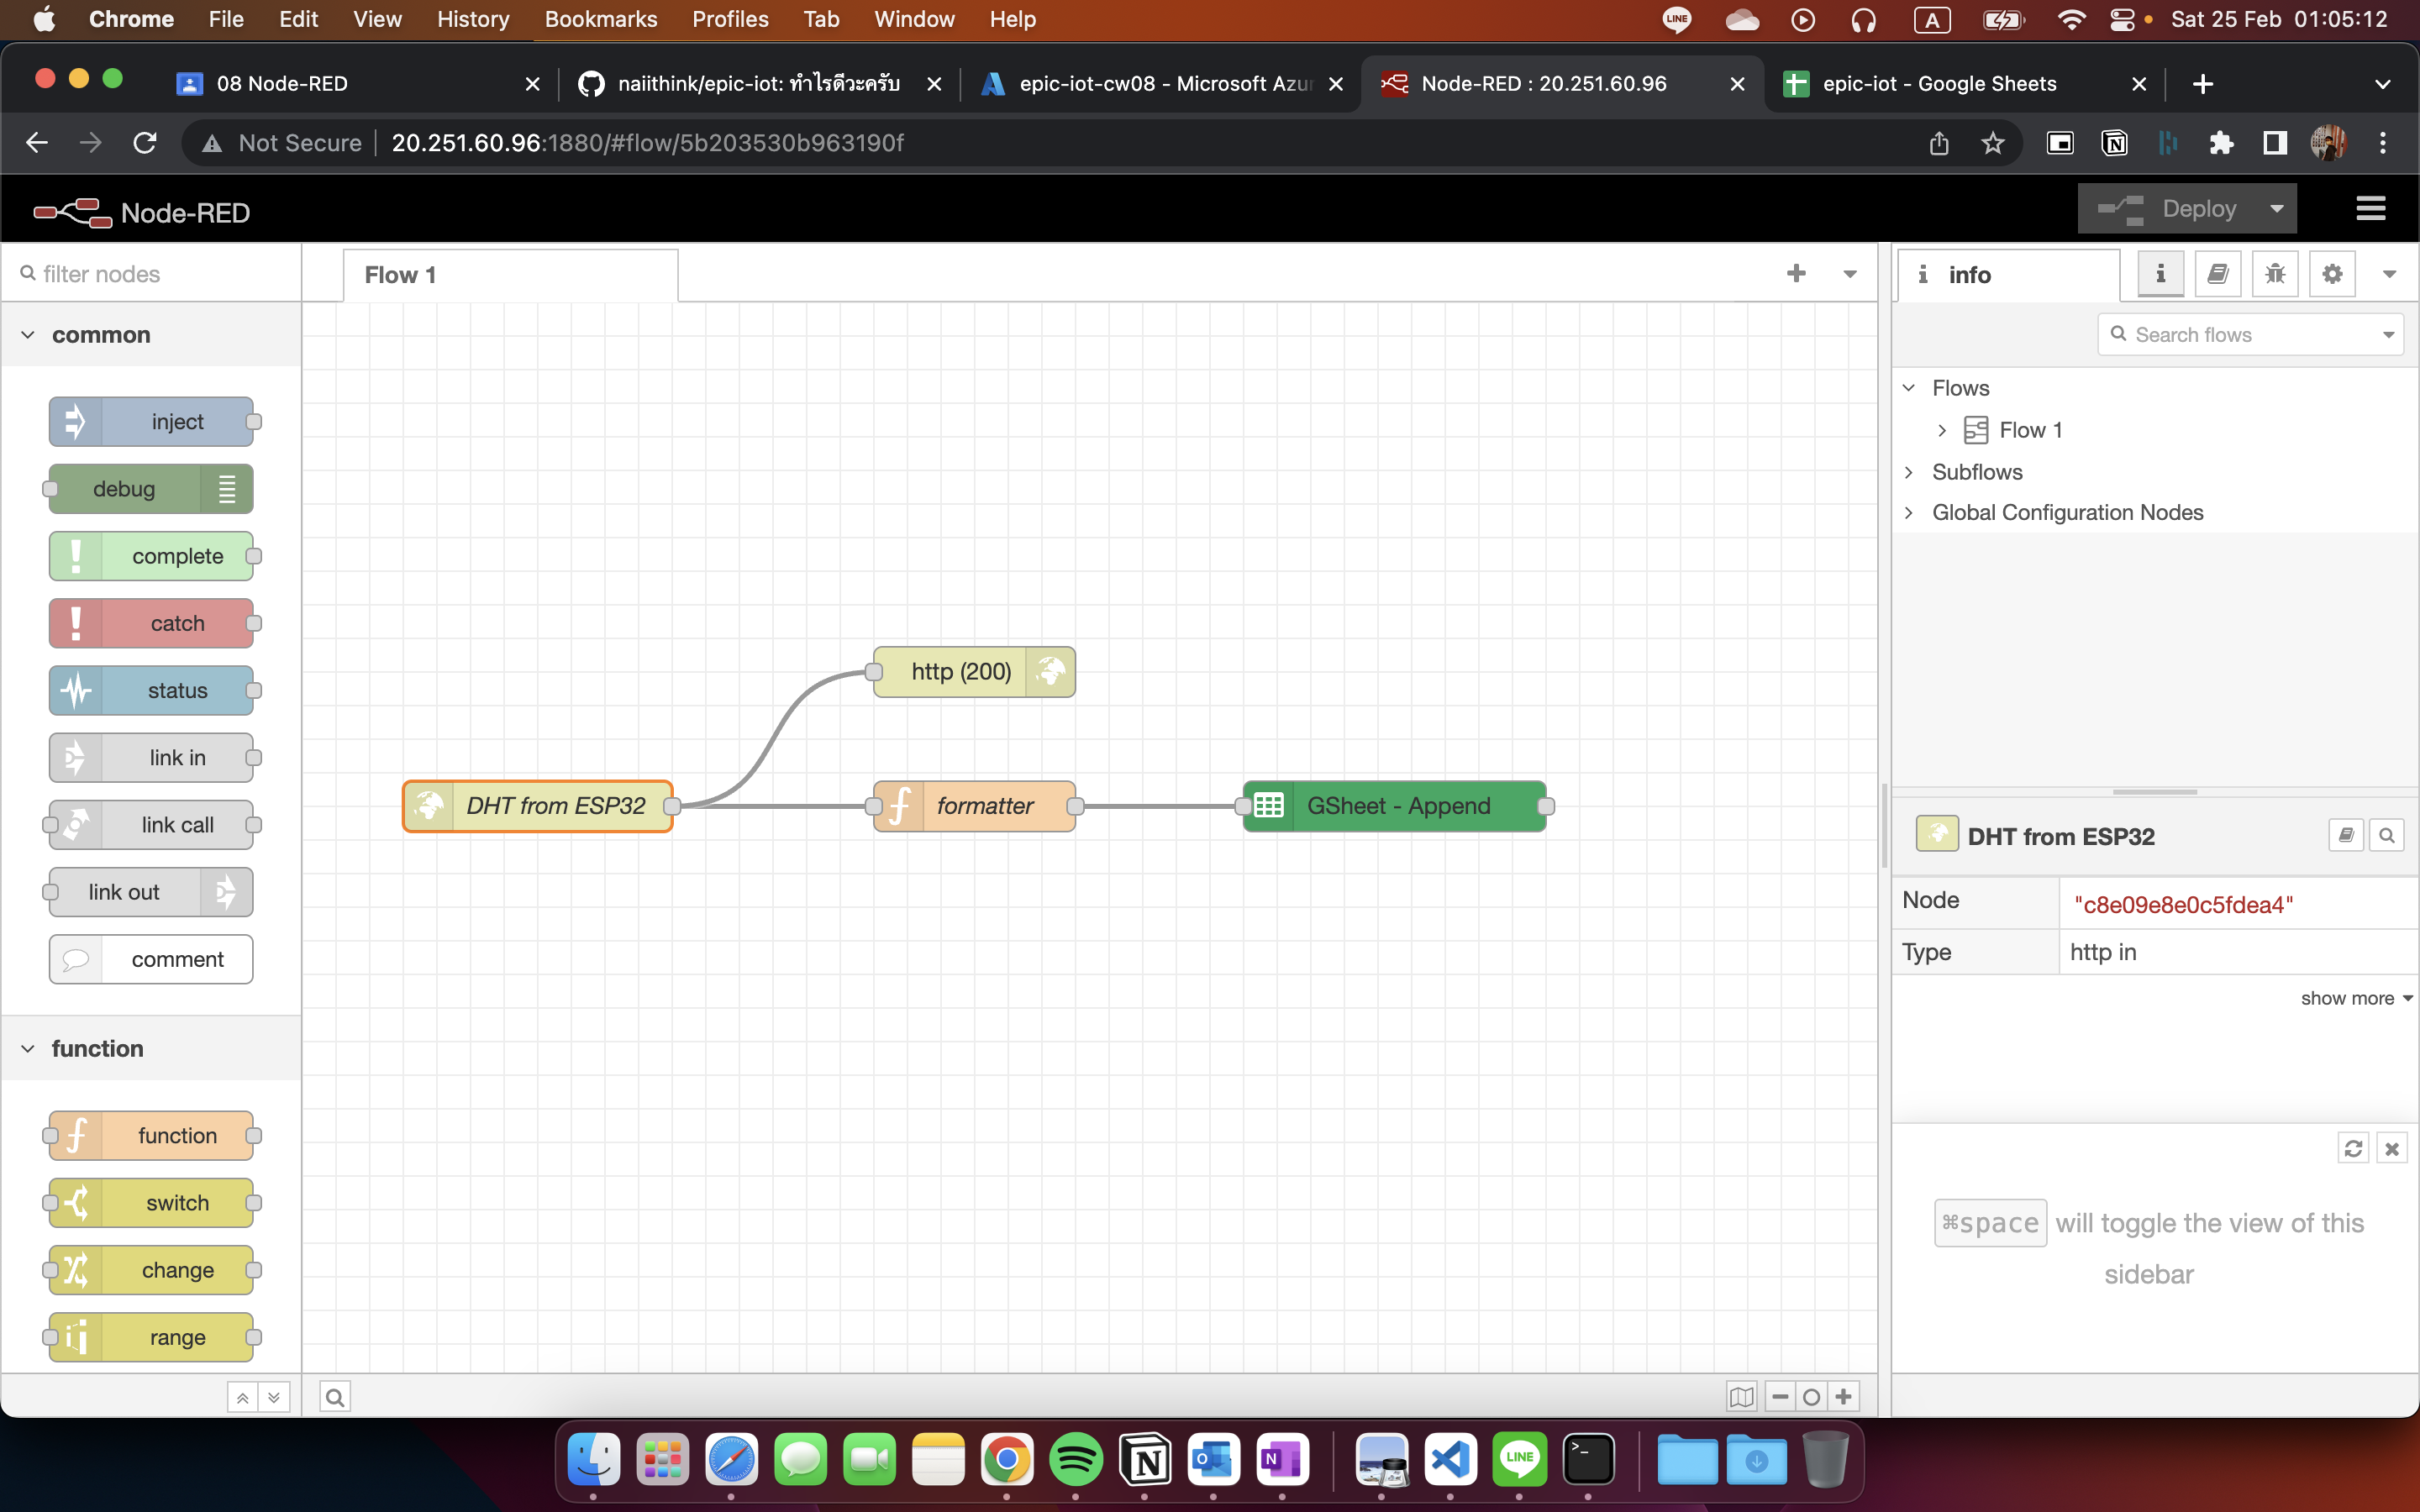 Chrome File Edit View History Bookmarks Profiles Tab Window Help LINE A Sat 25 Feb 01:05:12
08 Node-RED naiithink/epic-iot: ทำไรดีวะครับ epic-iot-cw08 - Microsoft Azur Node-RED : 20.251.60.96 epic-iot - Google Sheets
Not Secure 20.251.60.96:1880/#flow/5b203530b963190f
Node-RED Deploy
filter nodes Flow 1 i info i
common Search flows
Flows
inject Flow 1
debug Subflows
Global Configuration Nodes
complete
catch
status
link in
link call
link out
comment
http (200)
DHT from ESP32 formatter GSheet - Append
DHT from ESP32
Node "c8e09e8e0c5fdea4"
Type http in
show more
function
function
switch
change
range
⌘space will toggle the view of this
sidebar
LINE